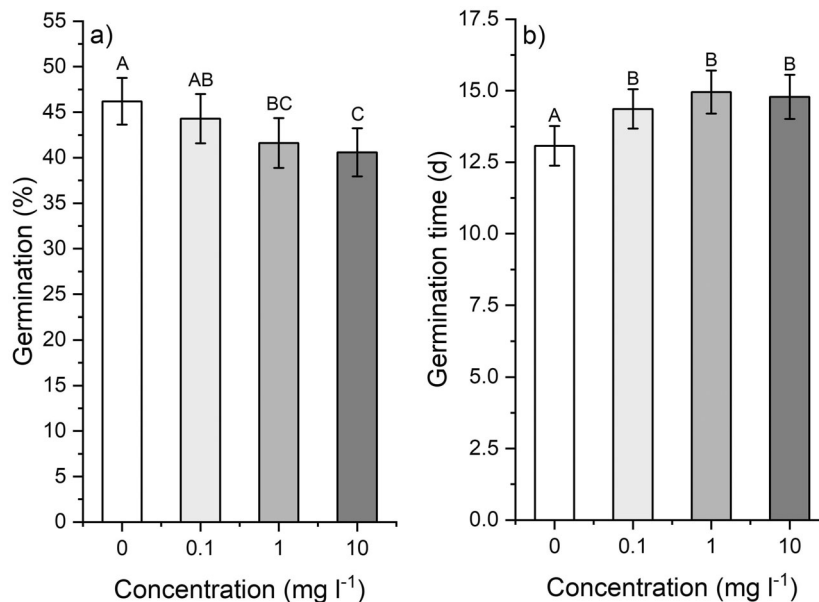 a)
Germination (%)
55
50
45
40
35
30
25
20
15
10
5
0
A
AB
BC
C
0 0.1 1 10
Concentration (mg l⁻¹)
b)
Germination time (d)
17.5
15.0
12.5
10.0
7.5
5.0
2.5
0.0
A
B
B
B
0 0.1 1 10
Concentration (mg l⁻¹)